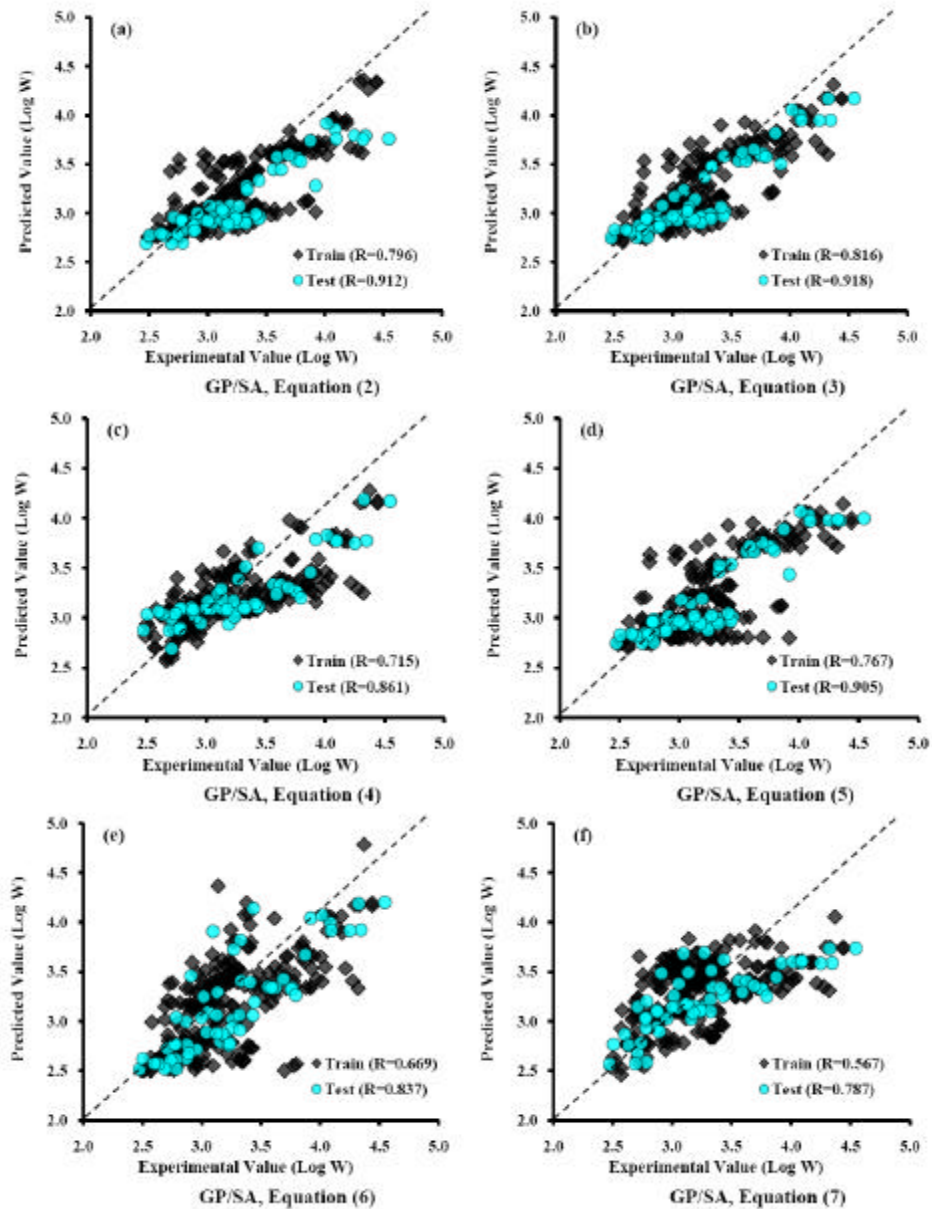 (a)
5.0
4.5
4.0
3.5
3.0
2.5
2.0
Predicted Value (Log W)
Train (R=0.796)
Test (R=0.912)
2.0 2.5 3.0 3.5 4.0 4.5 5.0
Experimental Value (Log W)
GP/SA, Equation (2)
(b)
5.0
4.5
4.0
3.5
3.0
2.5
2.0
Predicted Value (Log W)
Train (R=0.816)
Test (R=0.918)
2.0 2.5 3.0 3.5 4.0 4.5 5.0
Experimental Value (Log W)
GP/SA, Equation (3)
(c)
5.0
4.5
4.0
3.5
3.0
2.5
2.0
Predicted Value (Log W)
Train (R=0.715)
Test (R=0.861)
2.0 2.5 3.0 3.5 4.0 4.5 5.0
Experimental Value (Log W)
GP/SA, Equation (4)
(d)
5.0
4.5
4.0
3.5
3.0
2.5
2.0
Predicted Value (Log W)
Train (R=0.767)
Test (R=0.905)
2.0 2.5 3.0 3.5 4.0 4.5 5.0
Experimental Value (Log W)
GP/SA, Equation (5)
(e)
5.0
4.5
4.0
3.5
3.0
2.5
2.0
Predicted Value (Log W)
Train (R=0.669)
Test (R=0.837)
2.0 2.5 3.0 3.5 4.0 4.5 5.0
Experimental Value (Log W)
GP/SA, Equation (6)
(f)
5.0
4.5
4.0
3.5
3.0
2.5
2.0
Predicted Value (Log W)
Train (R=0.567)
Test (R=0.787)
2.0 2.5 3.0 3.5 4.0 4.5 5.0
Experimental Value (Log W)
GP/SA, Equation (7)